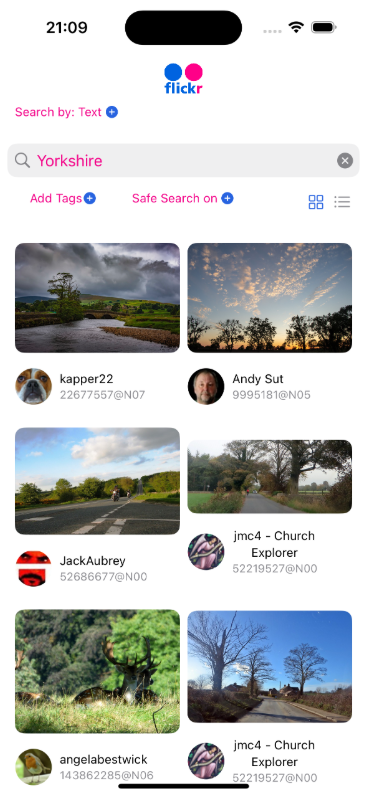 21:09
flickr
Search by: Text
Yorkshire
Add Tags
Safe Search on
kapper22
22677557@N07
Andy Sut
9995181@N05
JackAubrey
52686677@N00
jmc4 - Church
Explorer
52219527@N00
angelabestwick
143862285@N06
jmc4 - Church
Explorer
52219527@N00